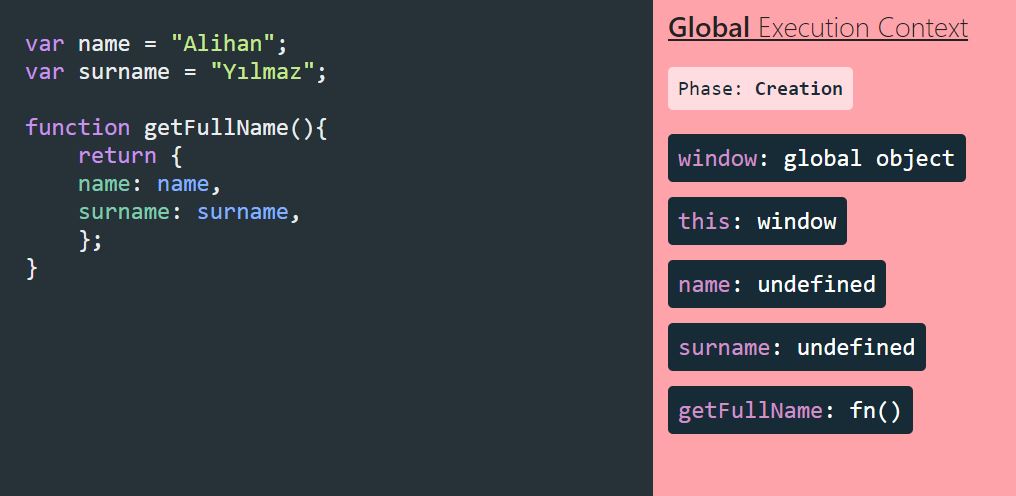 var name = "Alihan";
var surname = "Yılmaz";
function getFullName(){
    return {
    name: name,
    surname: surname,
    };
}
Global Execution Context
Phase: Creation
window: global object
this: window
name: undefined
surname: undefined
getFullName: fn()